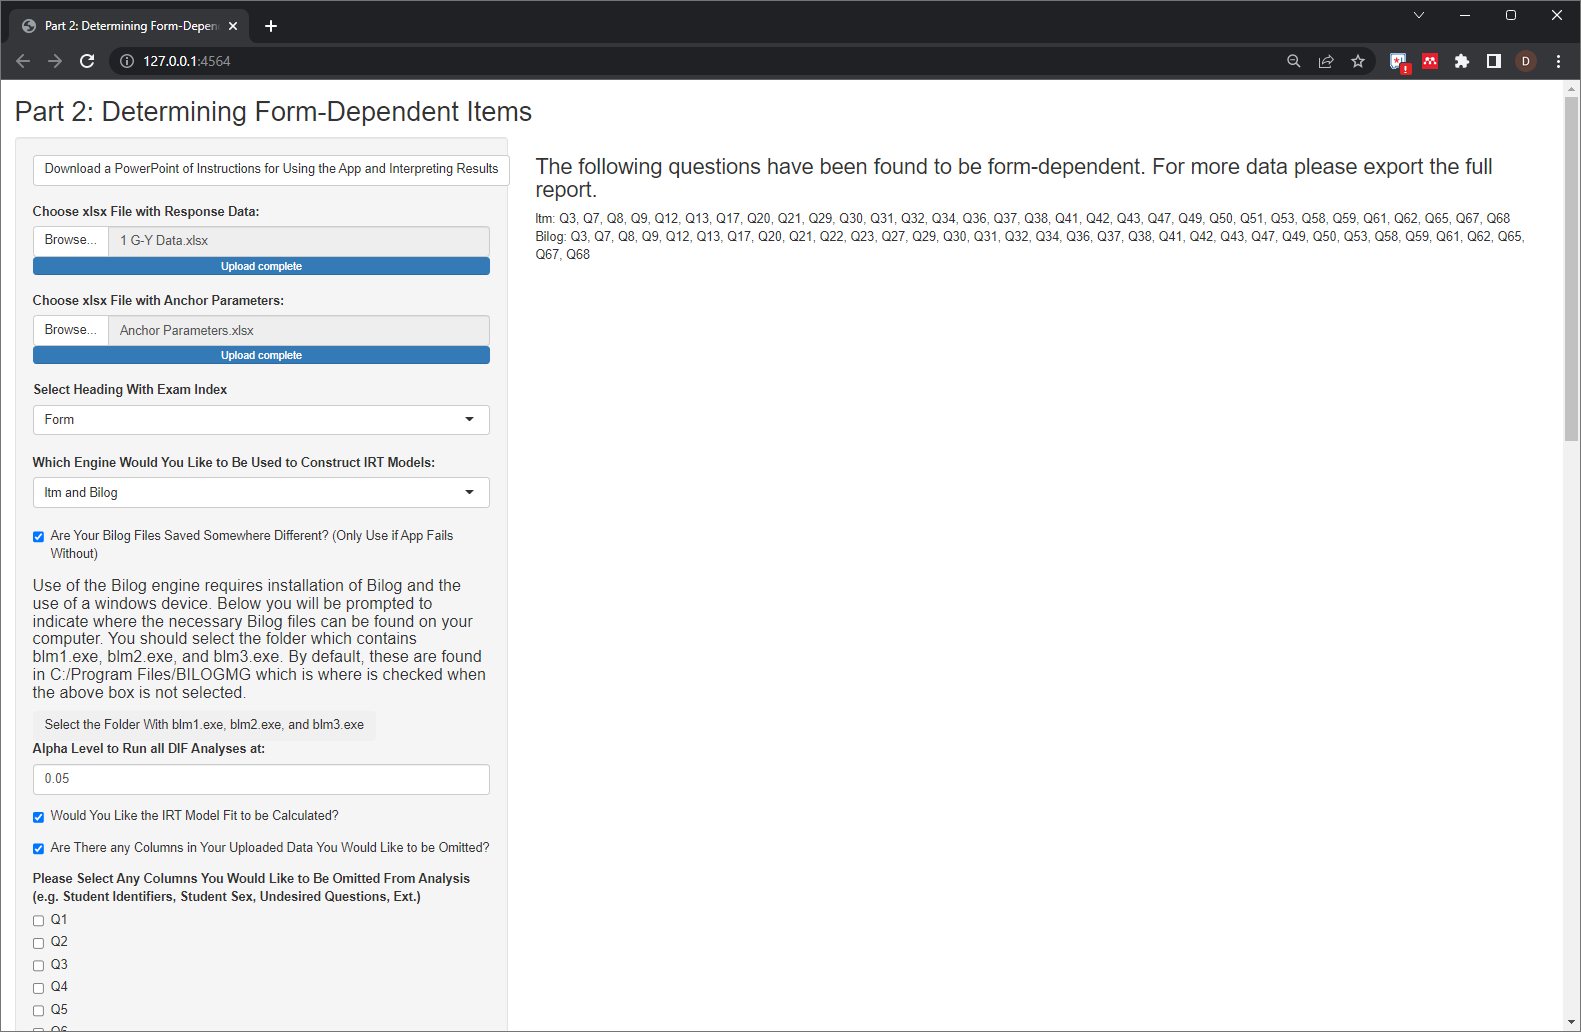 Part 2: Determining Form-Depen
127.0.0.1:4564
D
Part 2: Determining Form-Dependent Items
Download a PowerPoint of Instructions for Using the App and Interpreting Results
Choose xlsx File with Response Data:
Browse... 1 G-Y Data.xlsx
Upload complete
Choose xlsx File with Anchor Parameters:
Browse... Anchor Parameters.xlsx
Upload complete
Select Heading With Exam Index
Form
Which Engine Would You Like to Be Used to Construct IRT Models:
ltm and Bilog
Are Your Bilog Files Saved Somewhere Different? (Only Use if App Fails
Without)
Use of the Bilog engine requires installation of Bilog and the
use of a windows device. Below you will be prompted to
indicate where the necessary Bilog files can be found on your
computer. You should select the folder which contains
blm1.exe, blm2.exe, and blm3.exe. By default, these are found
in C:/Program Files/BILOGMG which is where is checked when
the above box is not selected.
Select the Folder With blm1.exe, blm2.exe, and blm3.exe
Alpha Level to Run all DIF Analyses at:
0.05
Would You Like the IRT Model Fit to be Calculated?
Are There any Columns in Your Uploaded Data You Would Like to be Omitted?
Please Select Any Columns You Would Like to Be Omitted From Analysis
(e.g. Student Identifiers, Student Sex, Undesired Questions, Ext.)
Q1
Q2
Q3
Q4
Q5
Q6
The following questions have been found to be form-dependent. For more data please export the full
report.
ltm: Q3, Q7, Q8, Q9, Q12, Q13, Q17, Q20, Q21, Q29, Q30, Q31, Q32, Q34, Q36, Q37, Q38, Q41, Q42, Q43, Q47, Q49, Q50, Q51, Q53, Q58, Q59, Q61, Q62, Q65, Q67, Q68
Bilog: Q3, Q7, Q8, Q9, Q12, Q13, Q17, Q20, Q21, Q22, Q23, Q27, Q29, Q30, Q31, Q32, Q34, Q36, Q37, Q38, Q41, Q42, Q43, Q47, Q49, Q50, Q53, Q58, Q59, Q61, Q62, Q65,
Q67, Q68